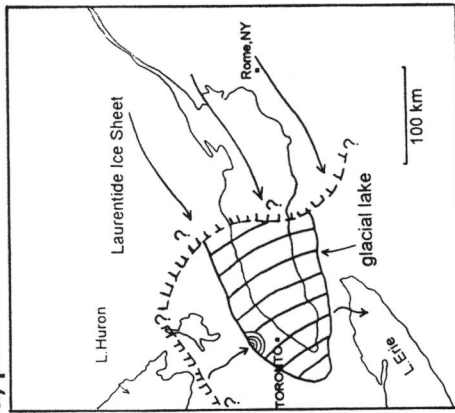 L.Huron
Laurentide Ice Sheet
Rome,NY
?
?
?
?
?
TORONTO
glacial lake
L.Erie
100 km